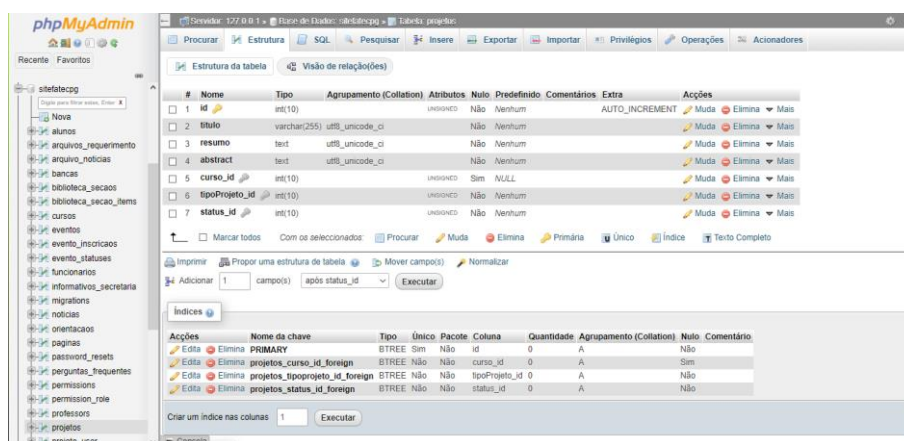 phpMyAdmin
Recente Favoritos
sitefatecpg
Nova
alunos
arquivos_requerimento
arquivo_noticias
bancas
biblioteca_secaos
biblioteca_secao_items
cursos
eventos
evento_inscricaos
evento_statuses
funcionarios
informativos_secretaria
migrations
noticias
orientacaos
paginas
password_resets
perguntas_frequentes
permissions
permission_role
professors
projetos
projeto_user
Servidor: 127.0.0.1 » Base de Dados: sitefatecpg » Tabela: projetos
Procurar Estrutura SQL Pesquisar Insere Exportar Importar Privilégios Operações Acionadores
Estrutura da tabela Visão de relação(ões)
# Nome Tipo Agrupamento (Collation) Atributos Nulo Predefinido Comentários Extra Acções
1 id int(10) UNSIGNED Não Nenhum AUTO_INCREMENT Muda Elimina Mais
2 titulo varchar(255) utf8_unicode_ci Não Nenhum Muda Elimina Mais
3 resumo text utf8_unicode_ci Não Nenhum Muda Elimina Mais
4 abstract text utf8_unicode_ci Não Nenhum Muda Elimina Mais
5 curso_id int(10) UNSIGNED Sim NULL Muda Elimina Mais
6 tipoProjeto_id int(10) UNSIGNED Não Nenhum Muda Elimina Mais
7 status_id int(10) UNSIGNED Não Nenhum Muda Elimina Mais
Marcar todos Com os seleccionados: Procurar Muda Elimina Primária Único Índice Texto Completo
Imprimir Propor uma estrutura de tabela Mover campo(s) Normalizar
Adicionar 1 campo(s) após status_id Executar
Índices
Acções Nome da chave Tipo Único Pacote Coluna Quantidade Agrupamento (Collation) Nulo Comentário
Edita Elimina PRIMARY BTREE Sim Não id 0 A Não
Edita Elimina projetos_curso_id_foreign BTREE Não Não curso_id 0 A Sim
Edita Elimina projetos_tipoprojeto_id_foreign BTREE Não Não tipoProjeto_id 0 A Não
Edita Elimina projetos_status_id_foreign BTREE Não Não status_id 0 A Não
Criar um índice nas colunas 1 Executar
Console